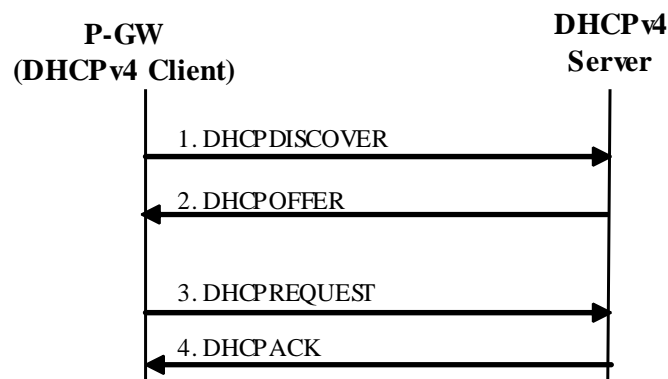 P-GW
(DHCPv4 Client)
DHCPv4
Server
1. DHCPDISCOVER
2. DHCPOFFER
3. DHCPREQUEST
4. DHCPACK